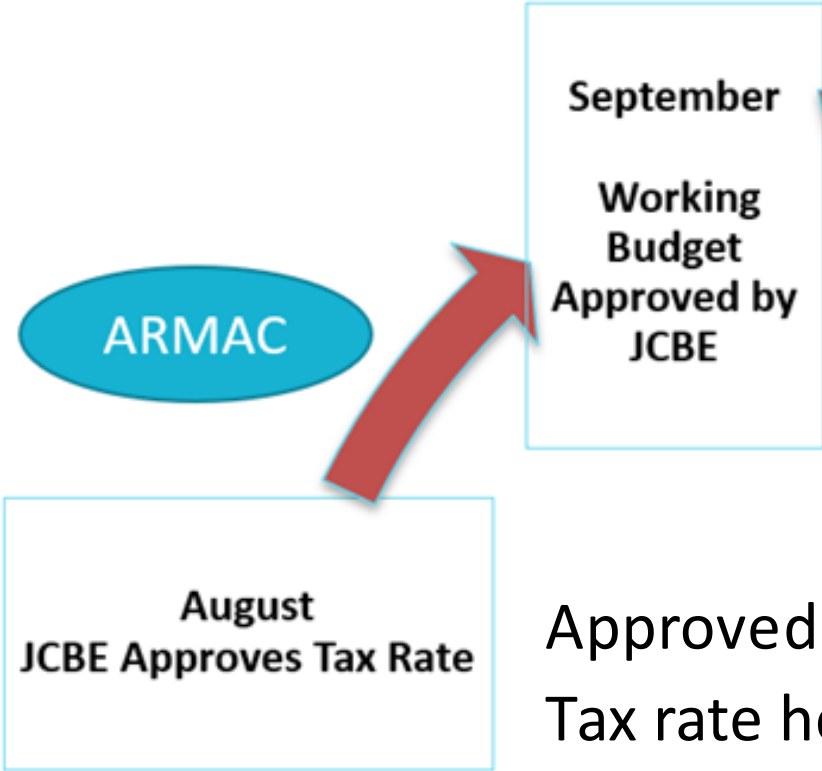 September
Working
Budget
Approved by
JCBE
ARMAC
August
JCBE Approves Tax Rate
Approved
Tax rate